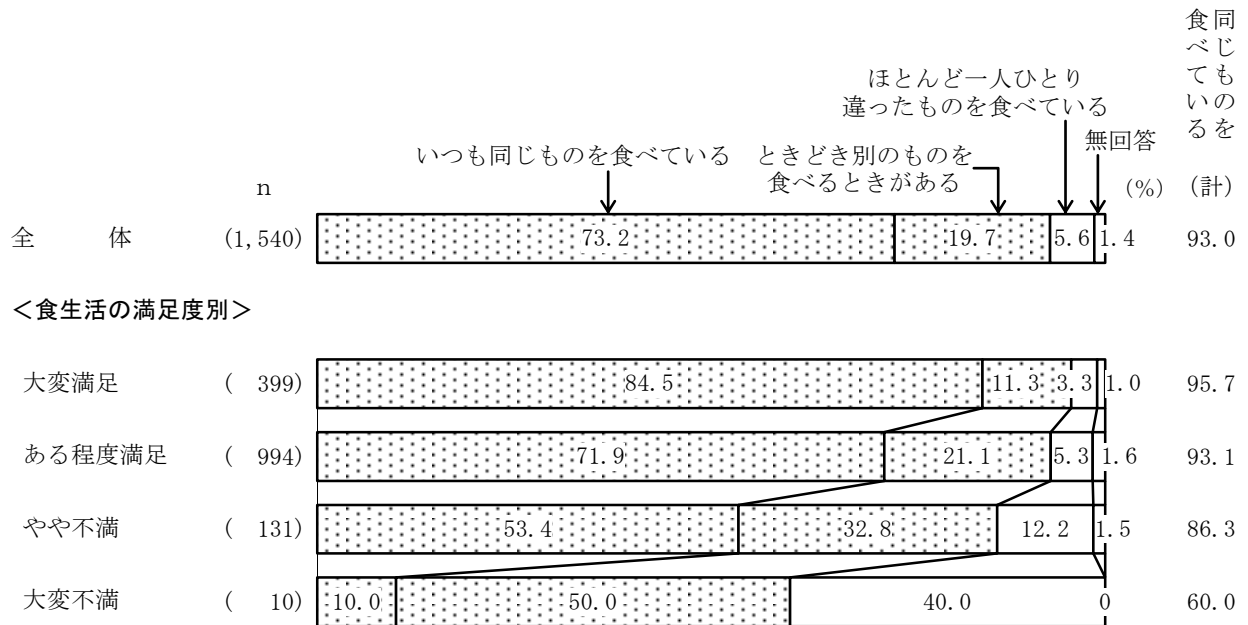 同じものを
食べている
ほとんど一人ひとり
違ったものを食べている
無回答
いつも同じものを食べている
ときどき別のものを
食べるときがある
n (%) (計)
全体 (1,540) 73.2 19.7 5.6 1.4 93.0
＜食生活の満足度別＞
大変満足 ( 399) 84.5 11.3 3.3 1.0 95.7
ある程度満足 ( 994) 71.9 21.1 5.3 1.6 93.1
やや不満 ( 131) 53.4 32.8 12.2 1.5 86.3
大変不満 ( 10) 10.0 50.0 40.0 0 60.0